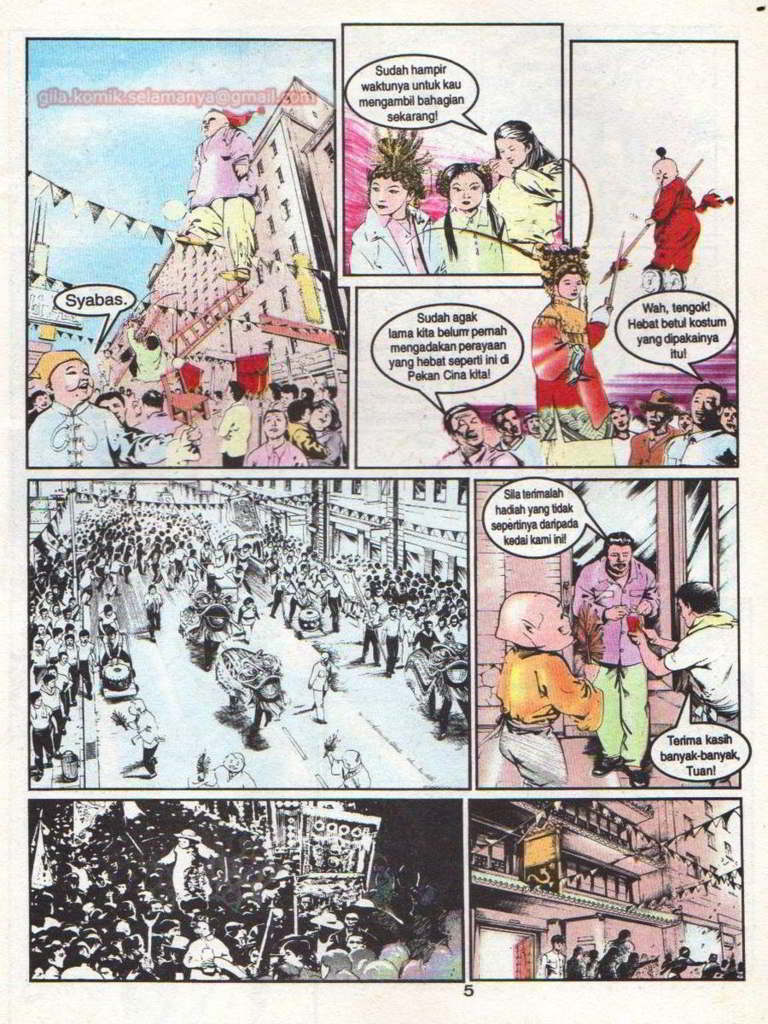 gila.komik.selamanya@gmail.com
Syabas.
Sudah hampir
waktunya untuk kau
mengambil bahagian
sekarang!
Sudah agak
lama kita belum pernah
mengadakan perayaan
yang hebat seperti ini di
Pekan Cina kita!
Wah, tengok!
Hebat betul kostum
yang dipakainya
itu!
Sila terimalah
hadiah yang tidak
sepertinya daripada
kedai kami ini!
Terima kasih
banyak-banyak,
Tuan!
5